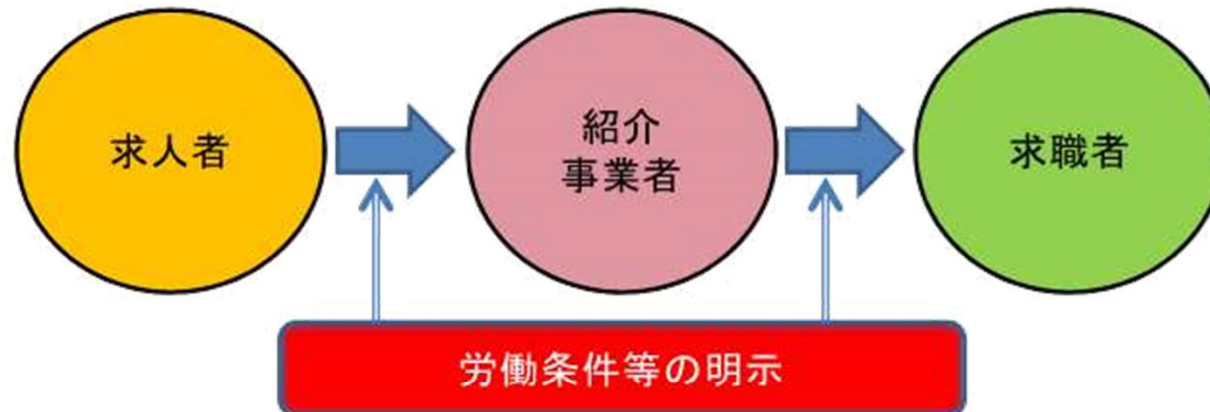 求人者
紹介
事業者
求職者
労働条件等の明示